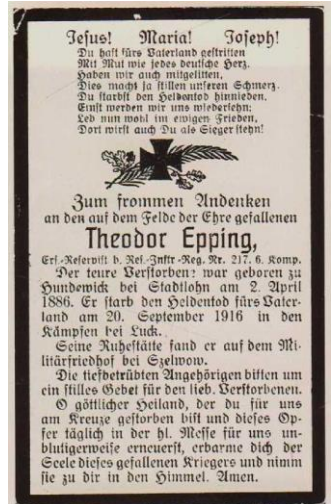 Jesus! Maria! Joseph!
Du hast fürs Vaterland gestritten
Mit Mut wie jedes deutsche Herz.
Haben wir auch mitgelitten,
Dies macht ja stillen unseren Schmerz.
Du starbst den Heldentod hinnieden,
Einst werden wir uns wiedersehn;
Leb nun wohl im ewigen Frieden,
Dort wirst auch Du als Sieger stehn!
Zum frommen Andenken
an den auf dem Felde der Ehre gefallenen
Theodor Epping,
Ers.-Reservist b. Res.-Inftr.-Reg. Nr. 217. 6. Komp.
Der teure Verstorbene war geboren zu
Hundewick bei Stadtlohn am 2. April
1886. Er starb den Heldentod fürs Vater-
land am 20. September 1916 in den
Kämpfen bei Luck.
Seine Ruhestätte fand er auf dem Mi-
litärfriedhof bei Szelwow.
Die tiefbetrübten Angehörigen bitten um
ein stilles Gebet für den lieb. Verstorbenen.
O göttlicher Heiland, der du für uns
am Kreuze gestorben bist und dieses Op-
fer täglich in der hl. Messe für uns un-
blutigerweise erneuerst, erbarme dich der
Seele dieses gefallenen Kriegers und nimm
sie zu dir in den Himmel. Amen.